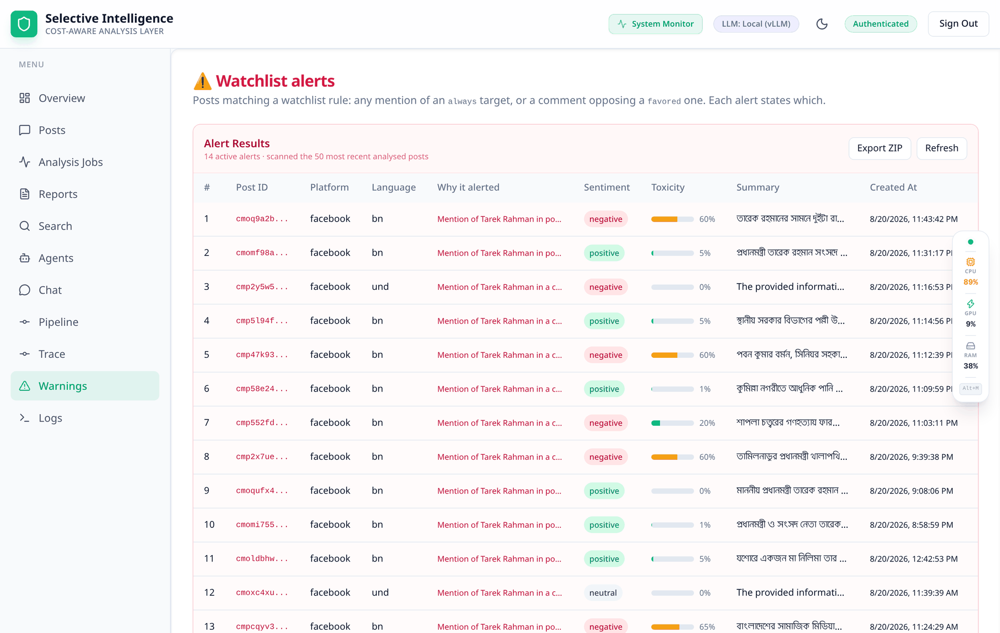 Selective Intelligence
COST-AWARE ANALYSIS LAYER
System Monitor
LLM: Local (vLLM)
Authenticated
Sign Out
MENU
Overview
Posts
Analysis Jobs
Reports
Search
Agents
Chat
Pipeline
Trace
Warnings
Logs
Watchlist alerts
Posts matching a watchlist rule: any mention of an always target, or a comment opposing a favored one. Each alert states which.
Alert Results
14 active alerts · scanned the 50 most recent analysed posts
Export ZIP
Refresh
# Post ID Platform Language Why it alerted Sentiment Toxicity Summary Created At
1 cmoq9a2b... facebook bn Mention of Tarek Rahman in po... negative 60% তারেক রহমানের সামনে দুইটা রা... 8/20/2026, 11:43:42 PM
2 cmomf98a... facebook bn Mention of Tarek Rahman in po... positive 5% প্রধানমন্ত্রী তারেক রহমান সংসদে ... 8/20/2026, 11:31:17
3 cmp2y5w5... facebook und Mention of Tarek Rahman in a c... negative 0% The provided informati... 8/20/2026, 11:16:53
4 cmp5l94f... facebook bn Mention of Tarek Rahman in a c... positive 5% স্থানীয় সরকার বিভাগের পল্লী উ... 8/20/2026, 11:14:56
5 cmp47k93... facebook bn Mention of Tarek Rahman in a c... negative 60% পবন কুমার বর্মন, সিনিয়র সহকা... 8/20/2026, 11:12:39
6 cmp58e24... facebook bn Mention of Tarek Rahman in a c... positive 1% কুমিল্লা নগরীতে আধুনিক পানি ... 8/20/2026, 11:09:59
7 cmp552fd... facebook bn Mention of Tarek Rahman in a c... negative 20% শাপলা চত্বরের গণহত্যায় ফার... 8/20/2026, 11:03:11 PM
8 cmp2x7ue... facebook bn Mention of Tarek Rahman in a c... negative 60% তামিলনাডুর প্রধানমন্ত্রী থালাপথি... 8/20/2026, 9:39:38 PM
9 cmoqufx4... facebook bn Mention of Tarek Rahman in po... positive 0% মাননীয় প্রধানমন্ত্রী তারেক রহমান ... 8/20/2026, 9:08:06 PM
10 cmomi755... facebook bn Mention of Tarek Rahman in po... positive 1% প্রধানমন্ত্রী ও সংসদ নেতা তারেক... 8/20/2026, 8:58:59 PM
11 cmoldbhw... facebook bn Mention of Tarek Rahman in po... positive 5% যশোরে একজন মা নিলিমা তার ... 8/20/2026, 12:42:53 PM
12 cmoxc4xu... facebook und Mention of Tarek Rahman in a c... neutral 0% The provided informati... 8/20/2026, 11:39:39 AM
13 cmpcqyv3... facebook bn Mention of Tarek Rahman in po... negative 65% বাংলাদেশের সামাজিক মিডিয়া... 8/20/2026, 11:24:29 AM
CPU
89%
GPU
9%
RAM
38%
Alt+M